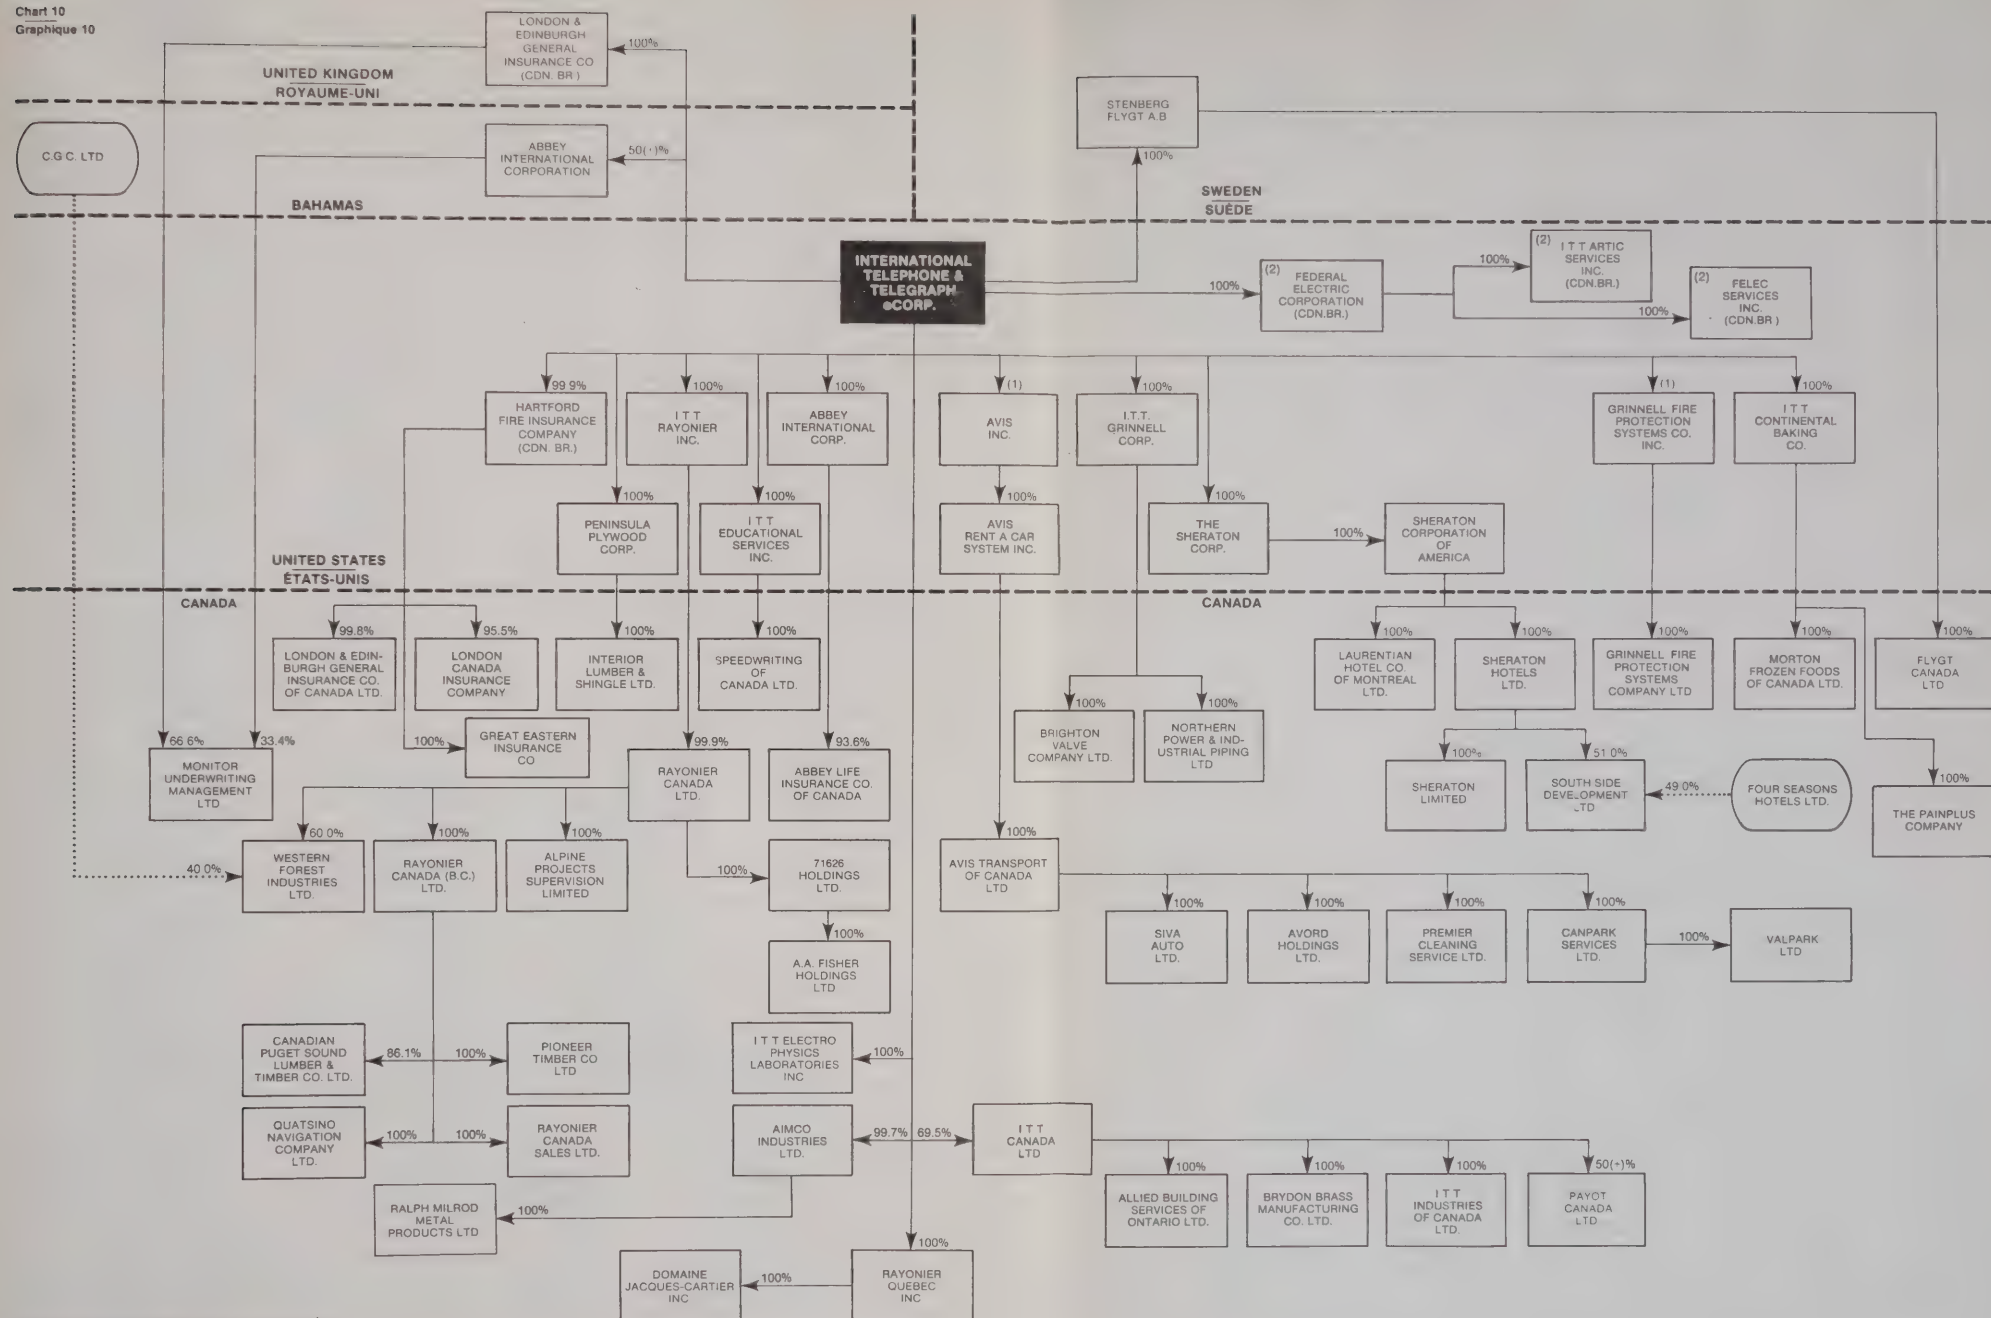 Chart 10
Graphique 10
LONDON &
EDINBURGH
GENERAL
INSURANCE CO
(CDN. BR.)
100%
UNITED KINGDOM
ROYAUME-UNI
C.G.C. LTD
ABBEY
INTERNATIONAL
CORPORATION
50(+)%
BAHAMAS
STENBERG
FLYGT A.B
100%
SWEDEN
SUÈDE
INTERNATIONAL
TELEPHONE &
TELEGRAPH
CORP.
100%
(2)
FEDERAL
ELECTRIC
CORPORATION
(CDN.BR.)
100%
(2)
I T T ARTIC
SERVICES
INC.
(CDN.BR.)
100%
(2)
FELEC
SERVICES
INC.
(CDN.BR.)
99.9%
HARTFORD
FIRE INSURANCE
COMPANY
(CDN. BR.)
100%
I T T
RAYONIER
INC.
100%
ABBEY
INTERNATIONAL
CORP.
(1)
AVIS
INC.
100%
I.T.T.
GRINNELL
CORP.
(1)
GRINNELL FIRE
PROTECTION
SYSTEMS CO.
INC.
100%
I T T
CONTINENTAL
BAKING
CO.
100%
PENINSULA
PLYWOOD
CORP.
100%
I T T
EDUCATIONAL
SERVICES
INC.
100%
AVIS
RENT A CAR
SYSTEM INC.
100%
THE
SHERATON
CORP.
100%
SHERATON
CORPORATION
OF
AMERICA
UNITED STATES
ÉTATS-UNIS
CANADA
CANADA
99.8%
LONDON & EDIN-
BURGH GENERAL
INSURANCE CO.
OF CANADA LTD.
95.5%
LONDON
CANADA
INSURANCE
COMPANY
100%
INTERIOR
LUMBER &
SHINGLE LTD.
100%
SPEEDWRITING
OF
CANADA LTD.
100%
LAURENTIAN
HOTEL CO.
OF MONTREAL
LTD.
100%
SHERATON
HOTELS
LTD.
100%
GRINNELL FIRE
PROTECTION
SYSTEMS
COMPANY LTD
100%
MORTON
FROZEN FOODS
OF CANADA LTD.
100%
FLYGT
CANADA
LTD
66.6%
33.4%
MONITOR
UNDERWRITING
MANAGEMENT
LTD
100%
GREAT EASTERN
INSURANCE
CO
99.9%
RAYONIER
CANADA
LTD.
93.6%
ABBEY LIFE
INSURANCE CO.
OF CANADA
100%
BRIGHTON
VALVE
COMPANY LTD.
100%
NORTHERN
POWER & IND-
USTRIAL PIPING
LTD
100%
SHERATON
LIMITED
51.0%
SOUTH SIDE
DEVELOPMENT
LTD
49.0%
FOUR SEASONS
HOTELS LTD.
100%
THE PAINPLUS
COMPANY
40.0%
60.0%
WESTERN
FOREST
INDUSTRIES
LTD.
100%
RAYONIER
CANADA (B.C.)
LTD.
100%
ALPINE
PROJECTS
SUPERVISION
LIMITED
100%
71626
HOLDINGS
LTD.
100%
AVIS TRANSPORT
OF CANADA
LTD
100%
A.A. FISHER
HOLDINGS
LTD
100%
SIVA
AUTO
LTD.
100%
AVORD
HOLDINGS
LTD.
100%
PREMIER
CLEANING
SERVICE LTD.
100%
CANPARK
SERVICES
LTD.
100%
VALPARK
LTD
CANADIAN
PUGET SOUND
LUMBER &
TIMBER CO. LTD.
86.1%
100%
PIONEER
TIMBER CO
LTD
I T T ELECTRO
PHYSICS
LABORATORIES
INC
100%
QUATSINO
NAVIGATION
COMPANY
LTD.
100%
100%
RAYONIER
CANADA
SALES LTD.
AIMCO
INDUSTRIES
LTD.
99.7%
69.5%
I T T
CANADA
LTD
RALPH MILROD
METAL
PRODUCTS LTD
100%
100%
ALLIED BUILDING
SERVICES OF
ONTARIO LTD.
100%
BRYDON BRASS
MANUFACTURING
CO. LTD.
100%
I T T
INDUSTRIES
OF CANADA
LTD.
50(+)%
PAYOT
CANADA
LTD
DOMAINE
JACQUES-CARTIER
INC
100%
100%
RAYONIER
QUEBEC
INC